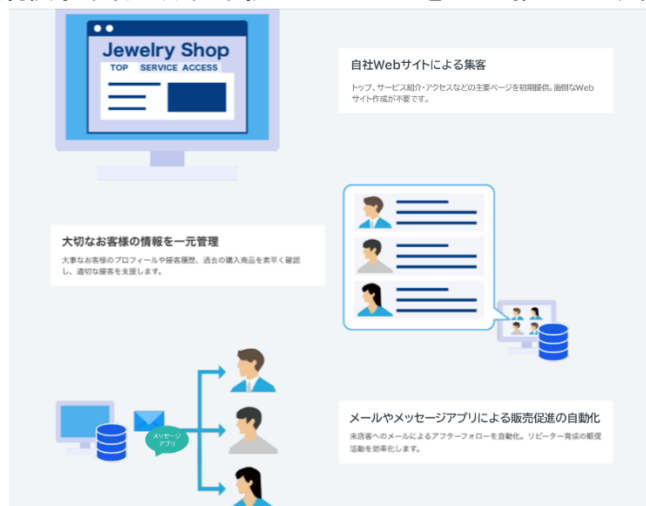 Jewelry Shop
TOP SERVICE ACCESS
自社Webサイトによる集客
トップ、サービス紹介・アクセスなどの主要ページを初期提供。面倒なWeb
サイト作成が不要です。
大切なお客様の情報を一元管理
大事なお客様のプロフィールや接客履歴、過去の購入商品を素早く確認
し、適切な接客を支援します。
メッセージ
アプリ
メールやメッセージアプリによる販売促進の自動化
来店客へのメールによるアフターフォローを自動化。リピーター育成の販促
活動を効率化します。